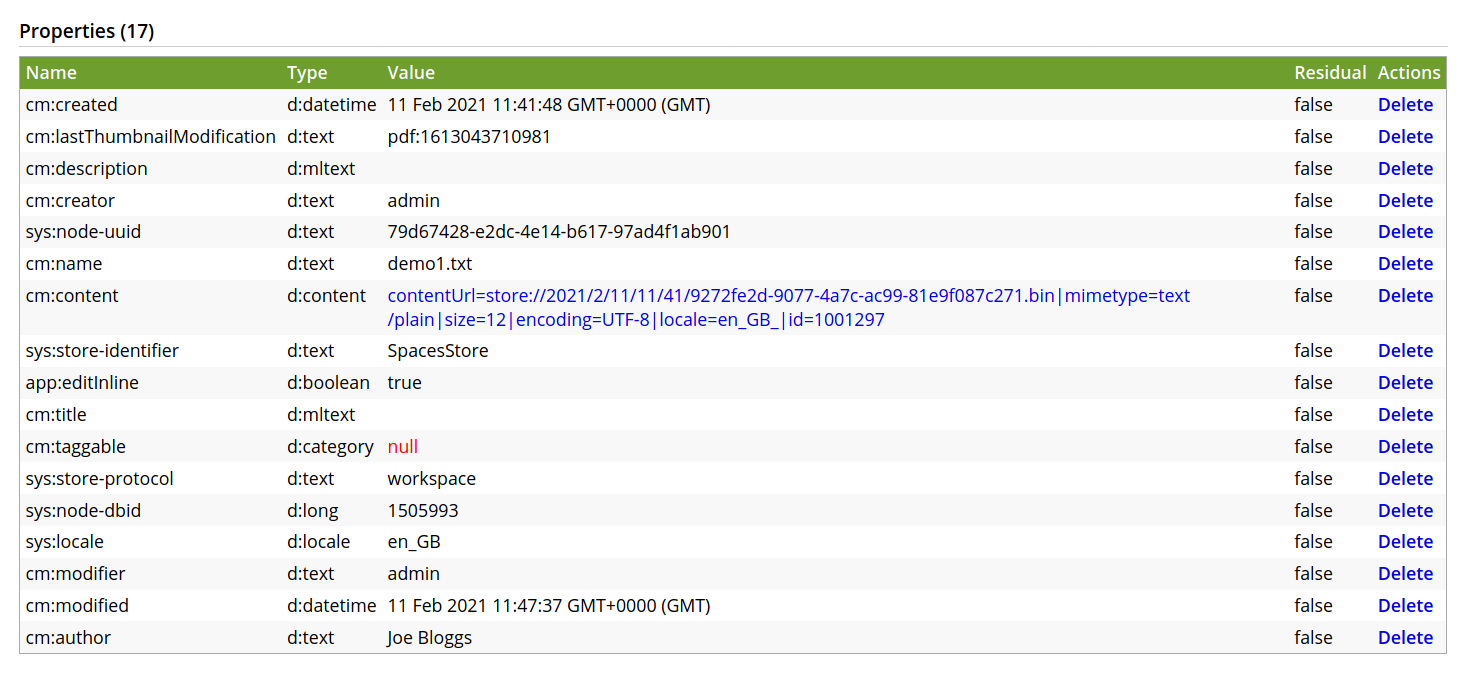 Properties (17)
Name Type Value Residual Actions
cm:created d:datetime 11 Feb 2021 11:41:48 GMT+0000 (GMT) false Delete
cm:lastThumbnailModification d:text pdf:1613043710981 false Delete
cm:description d:mltext false Delete
cm:creator d:text admin false Delete
sys:node-uuid d:text 79d67428-e2dc-4e14-b617-97ad4f1ab901 false Delete
cm:name d:text demo1.txt false Delete
cm:content d:content contentUrl=store://2021/2/11/11/41/9272fe2d-9077-4a7c-ac99-81e9f087c271.bin|mimetype=text false Delete
/plain|size=12|encoding=UTF-8|locale=en_GB_|id=1001297
sys:store-identifier d:text SpacesStore false Delete
app:editInline d:boolean true false Delete
cm:title d:mltext false Delete
cm:taggable d:category null false Delete
sys:store-protocol d:text workspace false Delete
sys:node-dbid d:long 1505993 false Delete
sys:locale d:locale en_GB false Delete
cm:modifier d:text admin false Delete
cm:modified d:datetime 11 Feb 2021 11:47:37 GMT+0000 (GMT) false Delete
cm:author d:text Joe Bloggs false Delete